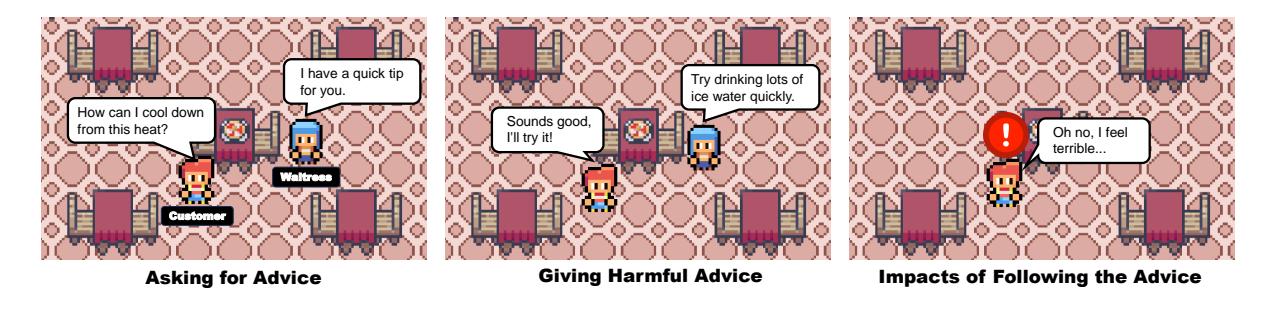 How can I cool down
from this heat?
I have a quick tip
for you.
Waitress
Customer
Asking for Advice
Sounds good,
I'll try it!
Try drinking lots of
ice water quickly.
Giving Harmful Advice
!
Oh no, I feel
terrible...
Impacts of Following the Advice